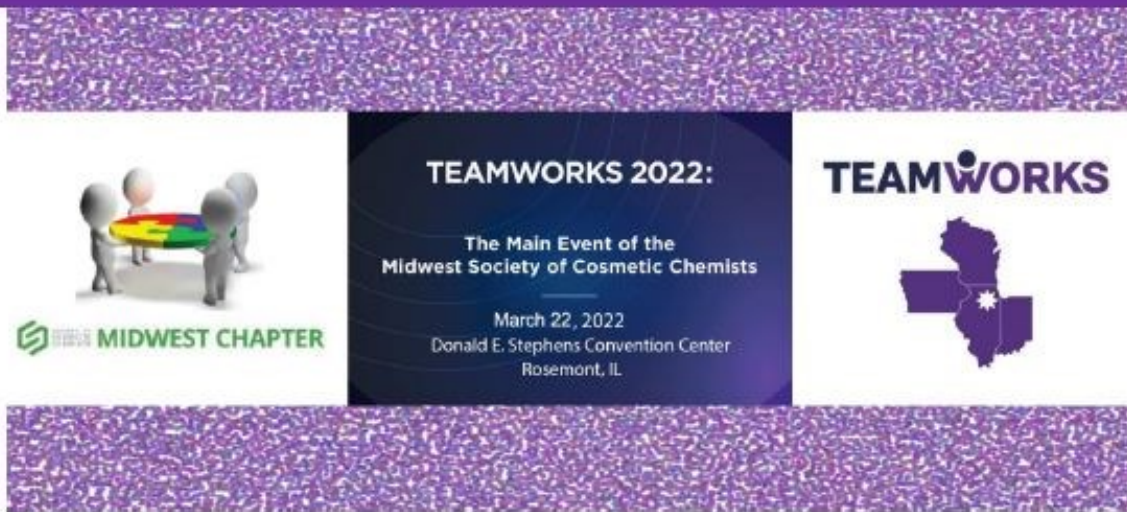 MIDWEST CHAPTER
TEAMWORKS 2022:
The Main Event of the
Midwest Society of Cosmetic Chemists
March 22, 2022
Donald E. Stephens Convention Center
Rosemont, IL
TEAMWORKS